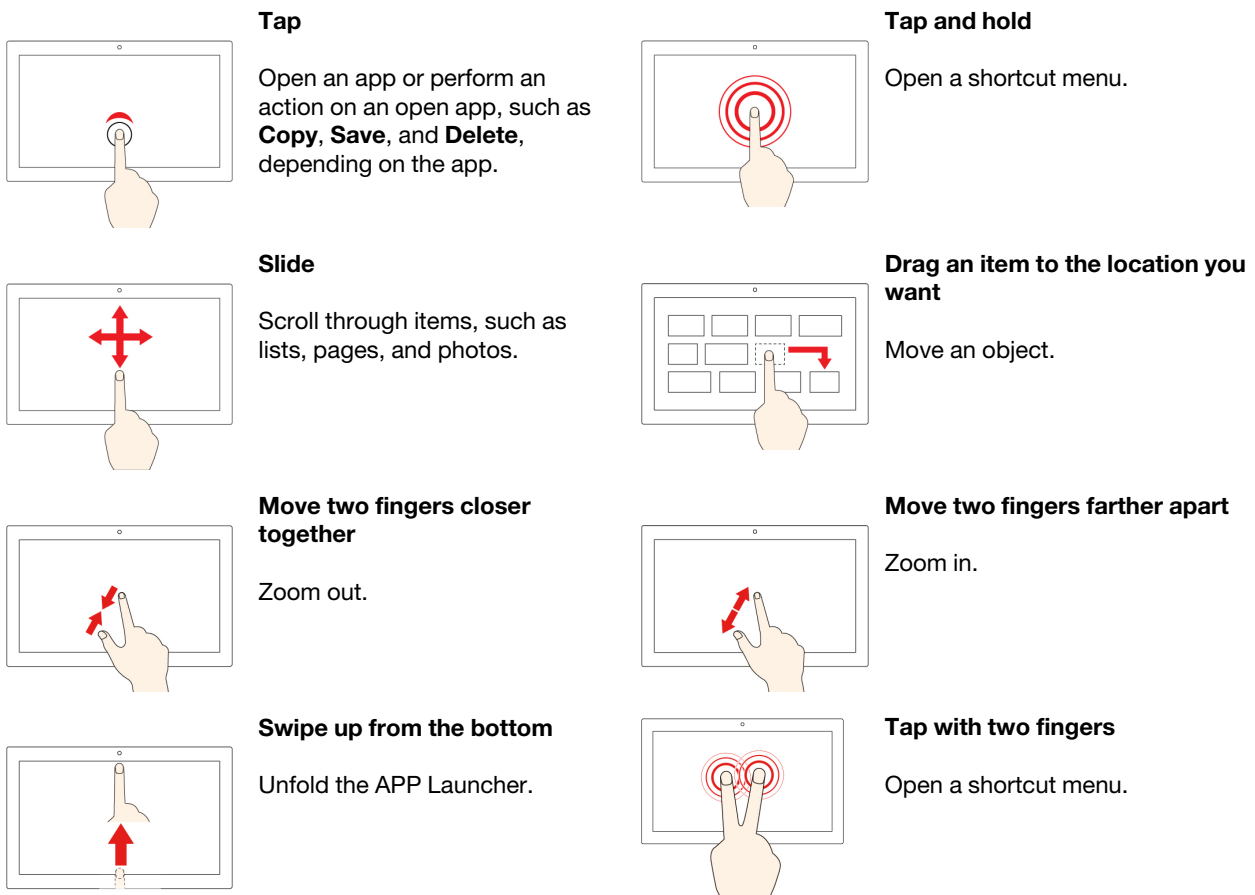 Tap
Open an app or perform an
action on an open app, such as
Copy, Save, and Delete,
depending on the app.
Tap and hold
Open a shortcut menu.
Slide
Scroll through items, such as
lists, pages, and photos.
Drag an item to the location you
want
Move an object.
Move two fingers closer
together
Zoom out.
Move two fingers farther apart
Zoom in.
Swipe up from the bottom
Unfold the APP Launcher.
Tap with two fingers
Open a shortcut menu.